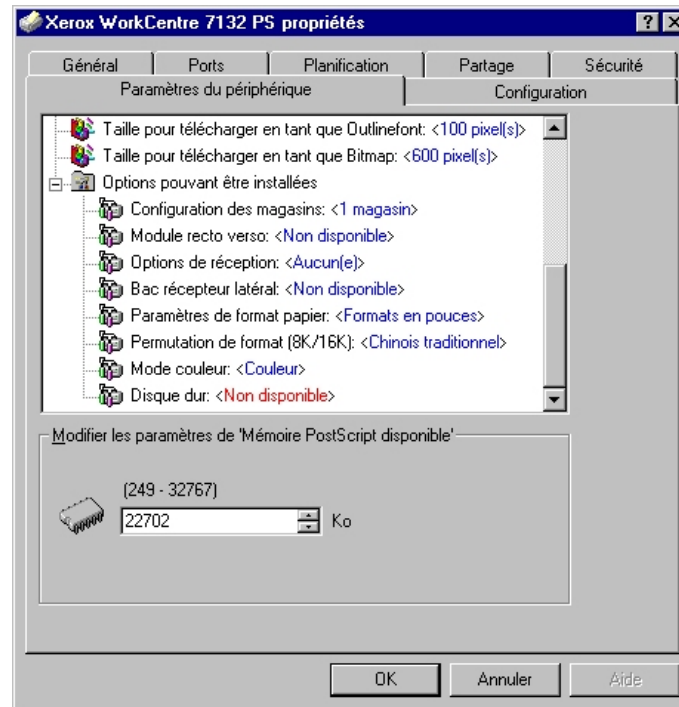 Xerox WorkCentre 7132 PS propriétés
Général Ports Planification Partage Sécurité
Paramètres du périphérique Configuration
Taille pour télécharger en tant que Outlinefont: <100 pixel(s)>
Taille pour télécharger en tant que Bitmap: <600 pixel(s)>
Options pouvant être installées
Configuration des magasins: <1 magasin>
Module recto verso: <Non disponible>
Options de réception: <Aucun(e)>
Bac récepteur latéral: <Non disponible>
Paramètres de format papier: <Formats en pouces>
Permutation de format (8K/16K): <Chinois traditionnel>
Mode couleur: <Couleur>
Disque dur: <Non disponible>
Modifier les paramètres de 'Mémoire PostScript disponible'
(249 - 32767)
22702 Ko
OK Annuler Aide